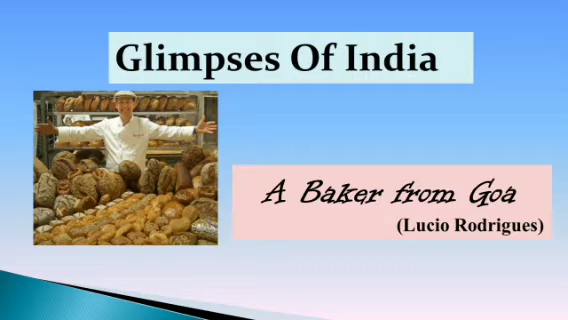 Glimpses Of India
A Baker from Goa
(Lucio Rodrigues)